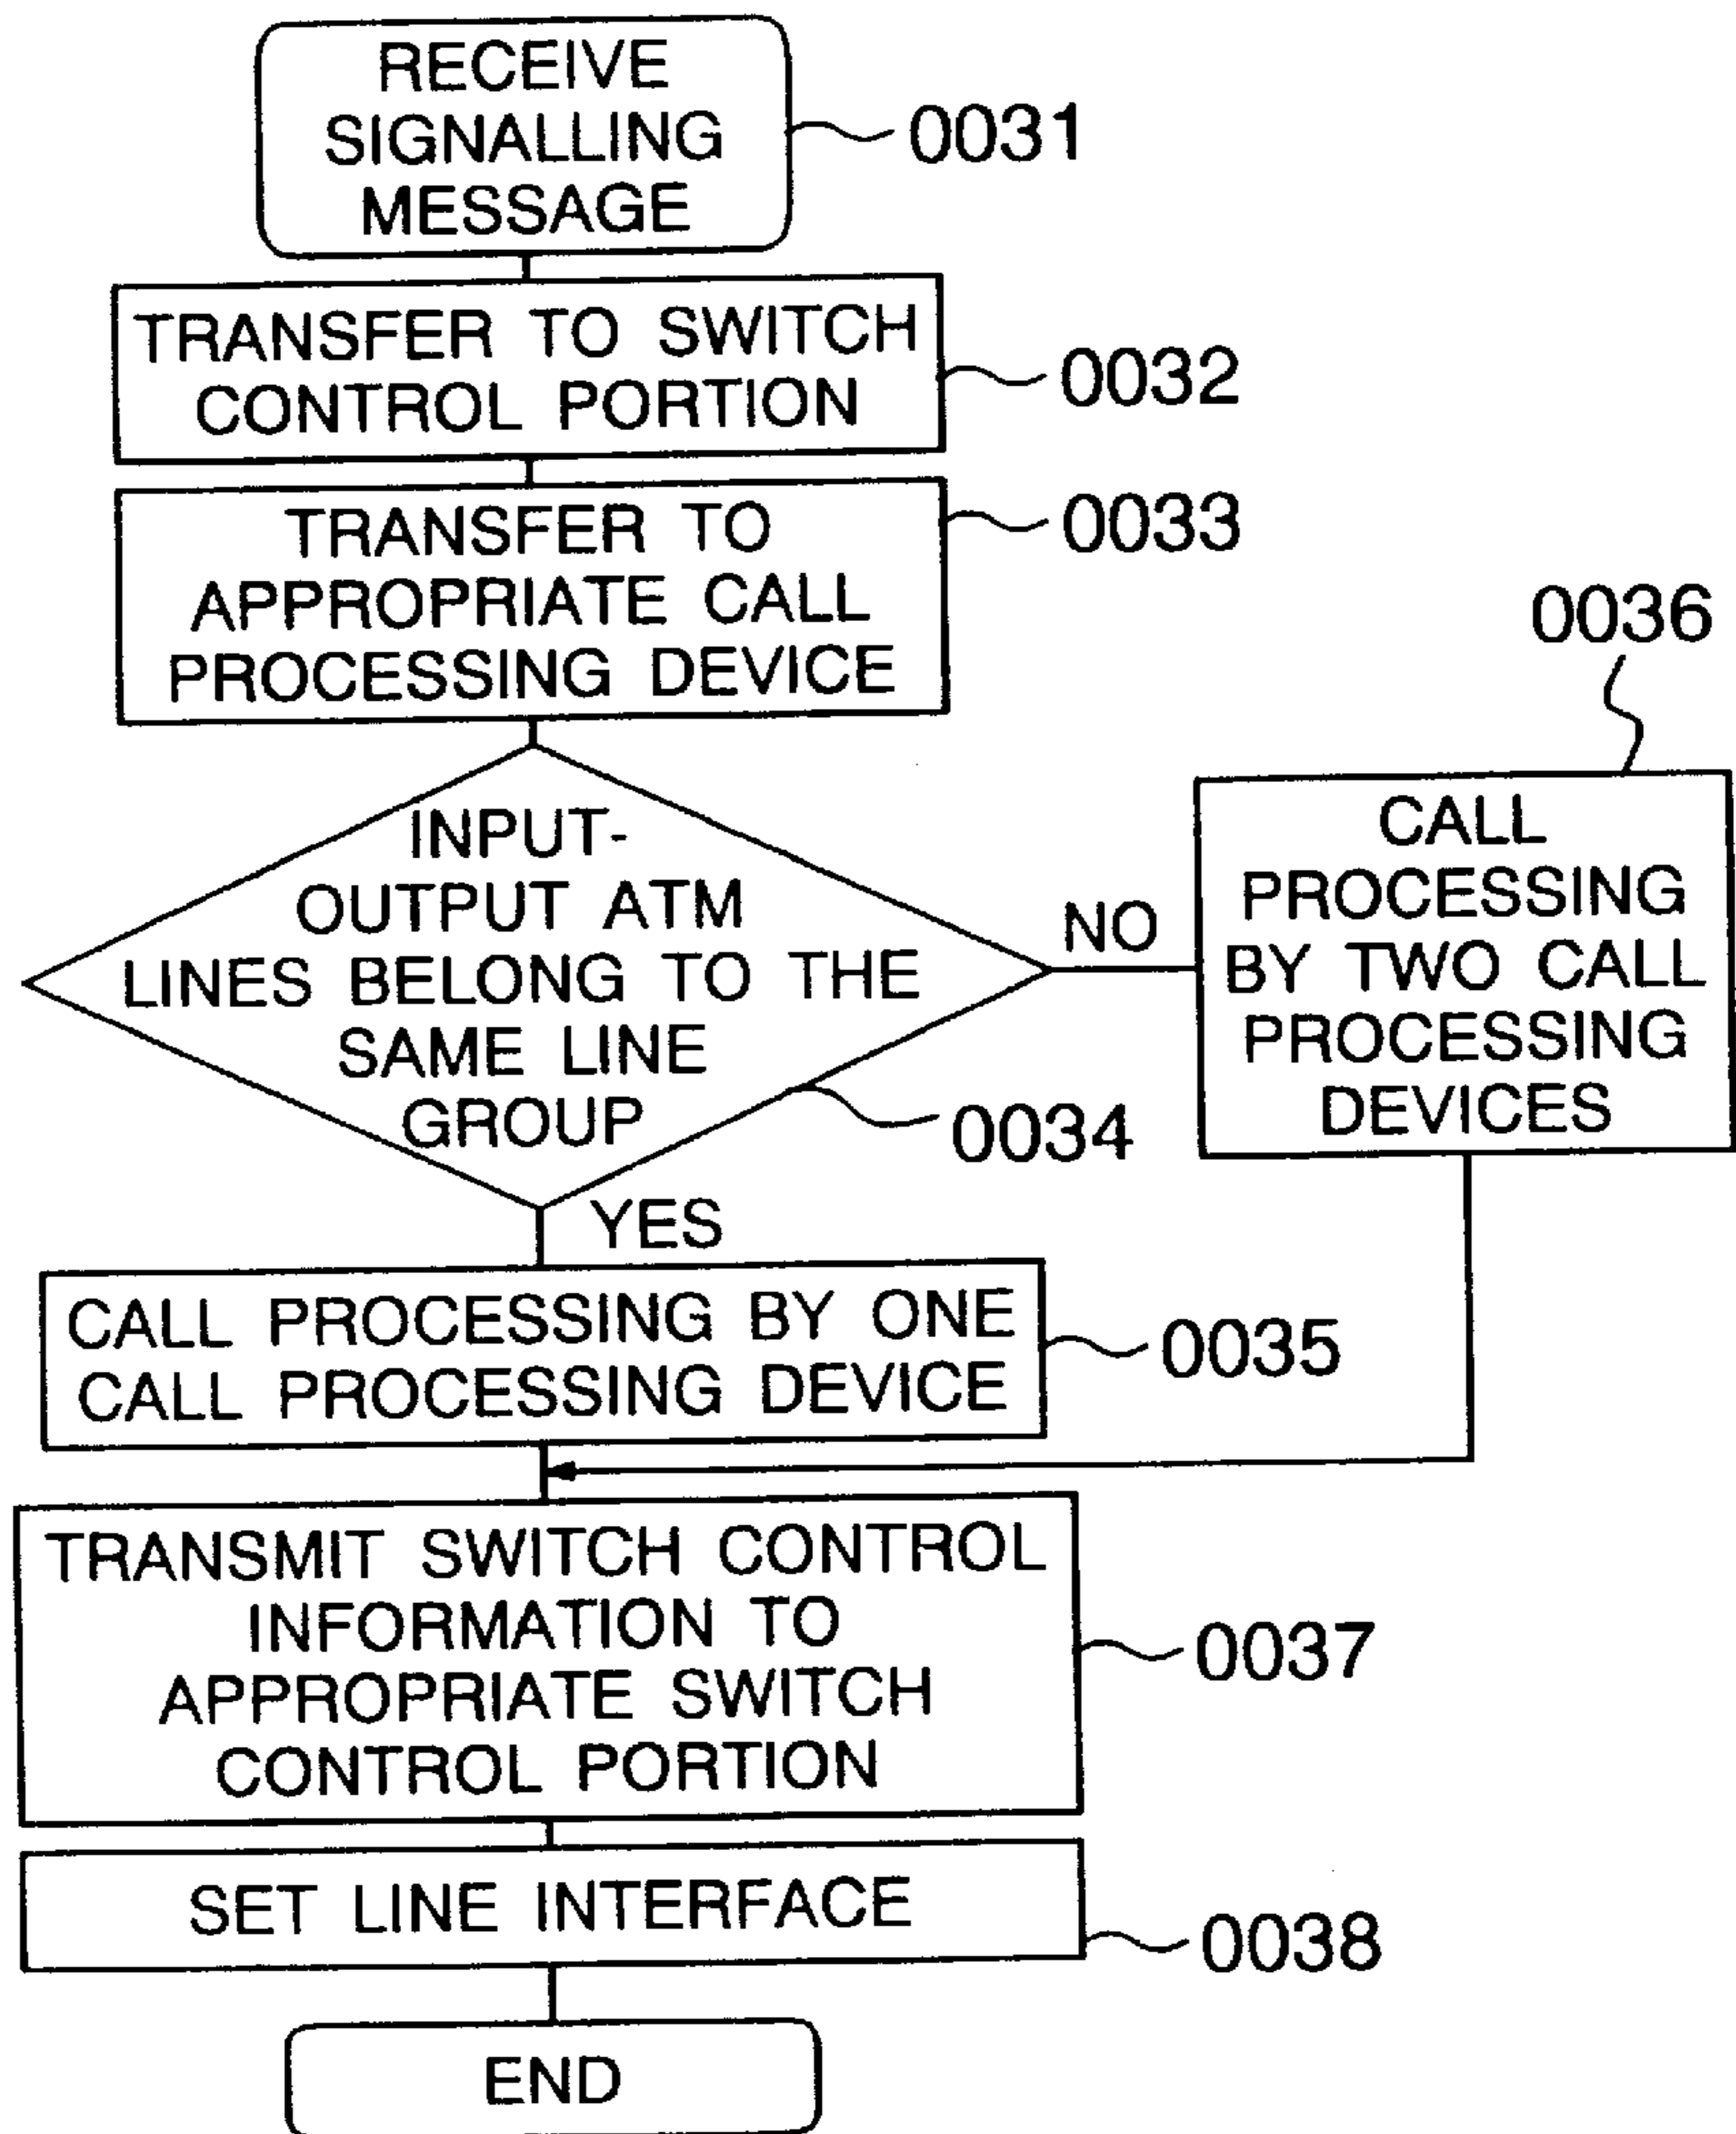 RECEIVE
SIGNALLING
MESSAGE
0031
TRANSFER TO SWITCH
CONTROL PORTION
0032
TRANSFER TO
APPROPRIATE CALL
PROCESSING DEVICE
0033
INPUT-
OUTPUT ATM
LINES BELONG TO THE
SAME LINE
GROUP
0034
NO
0036
CALL
PROCESSING
BY TWO CALL
PROCESSING
DEVICES
YES
CALL PROCESSING BY ONE
CALL PROCESSING DEVICE
0035
TRANSMIT SWITCH CONTROL
INFORMATION TO
APPROPRIATE SWITCH
CONTROL PORTION
0037
SET LINE INTERFACE
0038
END